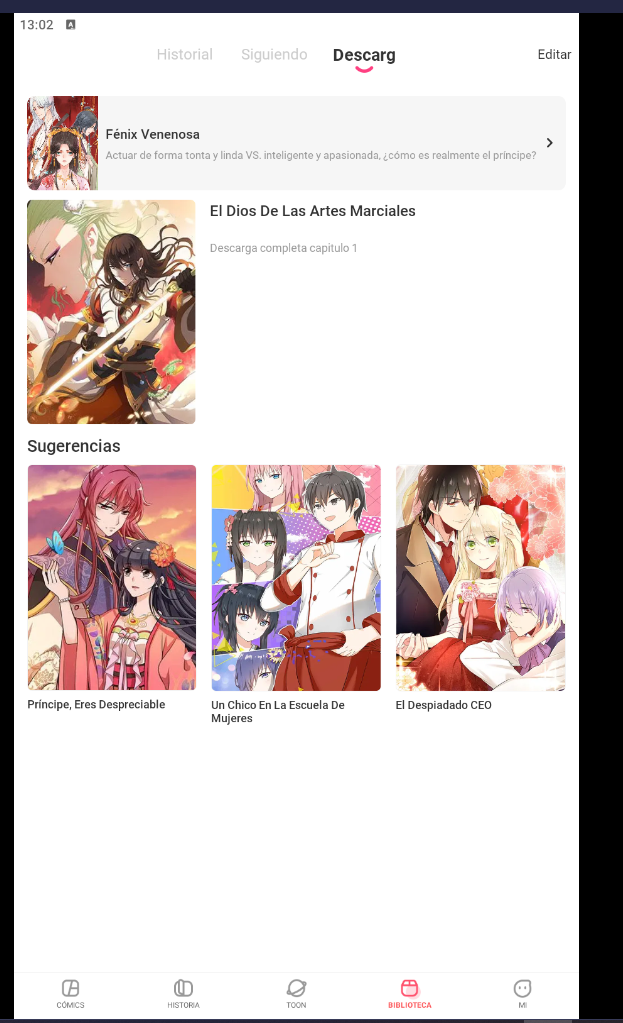 13:02
Historial
Siguiendo
Descarg
Editar
Fénix Venenosa
Actuar de forma tonta y linda VS. inteligente y apasionada, ¿cómo es realmente el príncipe?
El Dios De Las Artes Marciales
Descarga completa capitulo 1
Sugerencias
Príncipe, Eres Despreciable
Un Chico En La Escuela De
Mujeres
El Despiadado CEO
CÓMICS
HISTORIA
TOON
BIBLIOTECA
MI